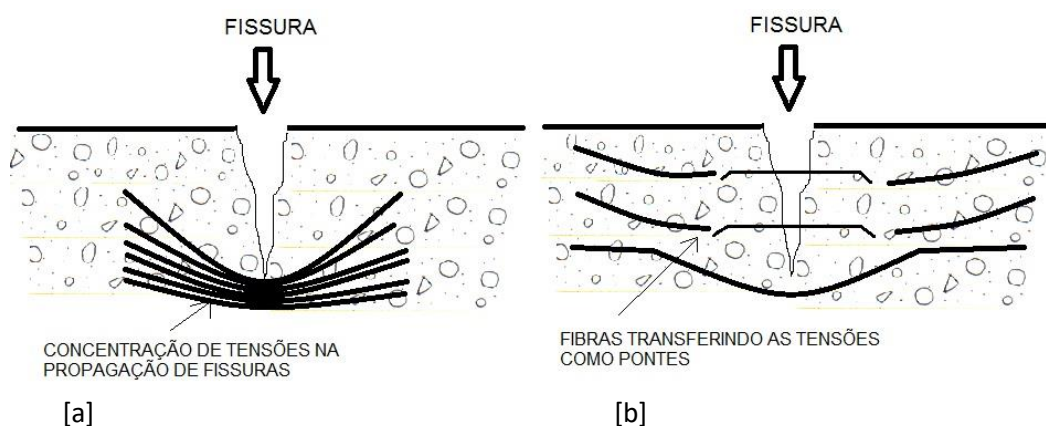 FISSURA
FISSURA
CONCENTRAÇÃO DE TENSÕES NA
PROPAGAÇÃO DE FISSURAS
FIBRAS TRANSFERINDO AS TENSÕES
COMO PONTES
[a]
[b]